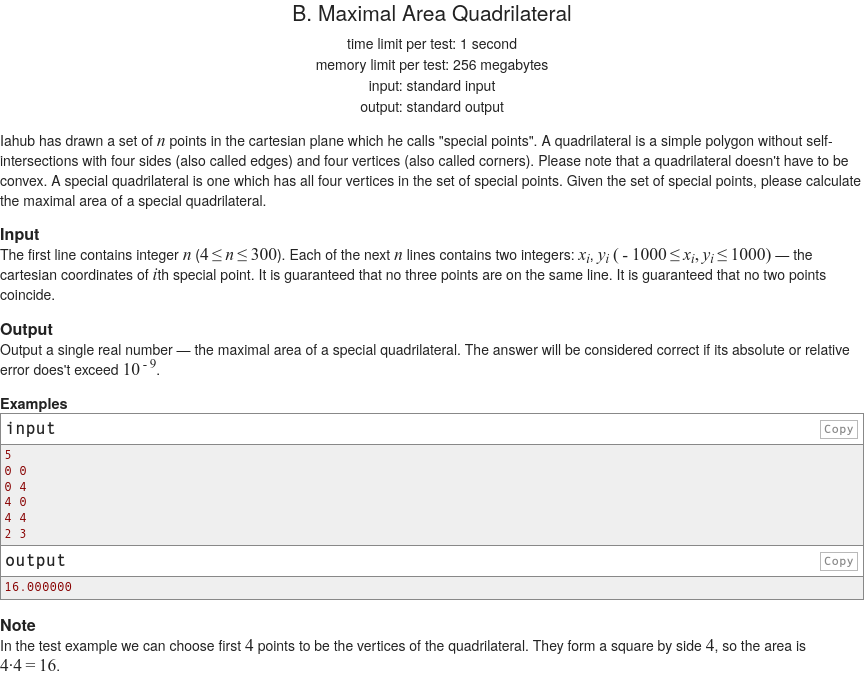 B. Maximal Area Quadrilateral
time limit per test: 1 second
memory limit per test: 256 megabytes
input: standard input
output: standard output
Iahub has drawn a set of n points in the cartesian plane which he calls "special points". A quadrilateral is a simple polygon without self-
intersections with four sides (also called edges) and four vertices (also called corners). Please note that a quadrilateral doesn't have to be
convex. A special quadrilateral is one which has all four vertices in the set of special points. Given the set of special points, please calculate
the maximal area of a special quadrilateral.
Input
The first line contains integer n (4 ≤ n ≤ 300). Each of the next n lines contains two integers: xi, yi ( - 1000 ≤ xi, yi ≤ 1000) — the
cartesian coordinates of ith special point. It is guaranteed that no three points are on the same line. It is guaranteed that no two points
coincide.
Output
Output a single real number — the maximal area of a special quadrilateral. The answer will be considered correct if its absolute or relative
error does't exceed 10 - 9.
Examples
input Copy
5
0 0
0 4
4 0
4 4
2 3
output Copy
16.000000
Note
In the test example we can choose first 4 points to be the vertices of the quadrilateral. They form a square by side 4, so the area is
4·4 = 16.